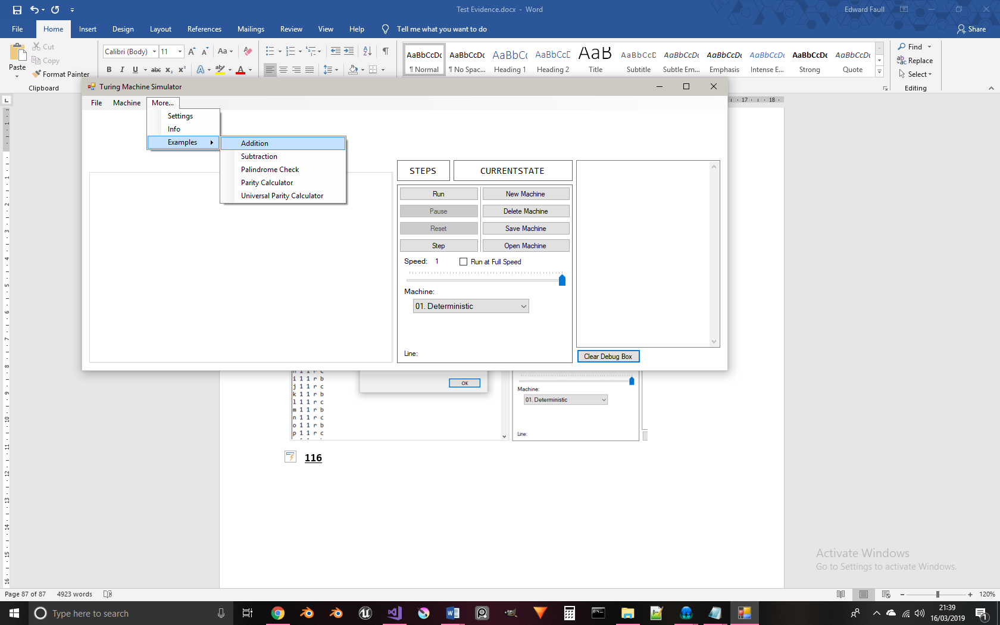 Test Evidence.docx - Word
Edward Faull
File Home Insert Design Layout References Mailings Review View Help Tell me what you want to do Share
Paste
Cut
Copy
Format Painter
Clipboard
Calibri (Body) 11
AaBbCcDc AaBbCcDc AaBbCc AaBbCcD AaB AaBbCcD AaBbCcDc AaBbCcDc AaBbCcDc AaBbCcDc AaBbCcDc
¶ Normal ¶ No Spac... Heading 1 Heading 2 Title Subtitle Subtle Em... Emphasis Intense E... Strong Quote
Find
Replace
Select
Editing
Turing Machine Simulator
File Machine More...
Settings
Info
Examples
Addition
Subtraction
Palindrome Check
Parity Calculator
Universal Parity Calculator
STEPS CURRENTSTATE
Run New Machine
Pause Delete Machine
Reset Save Machine
Step Open Machine
Speed: 1 Run at Full Speed
Machine:
01. Deterministic
Line:
Clear Debug Box
i 1 1 r b
j 1 1 r c
k 1 1 r b
l 1 1 r c
m 1 1 r b
n 1 1 r c
o 1 1 r b
p 1 1 r c
OK
Machine:
01. Deterministic
Line:
116
Activate Windows
Go to Settings to activate Windows.
Page 87 of 87 4923 words
120%
Type here to search
21:39
16/03/2019